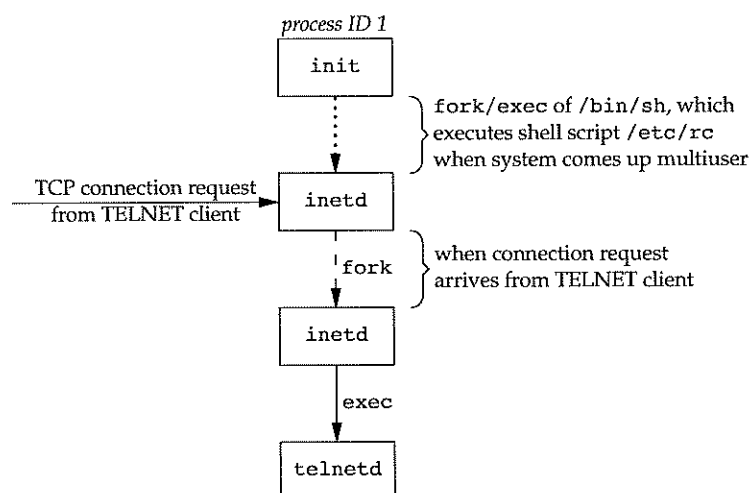 process ID 1
init
fork/exec of /bin/sh, which
executes shell script /etc/rc
when system comes up multiuser
TCP connection request
from TELNET client
inetd
fork
when connection request
arrives from TELNET client
inetd
exec
telnetd